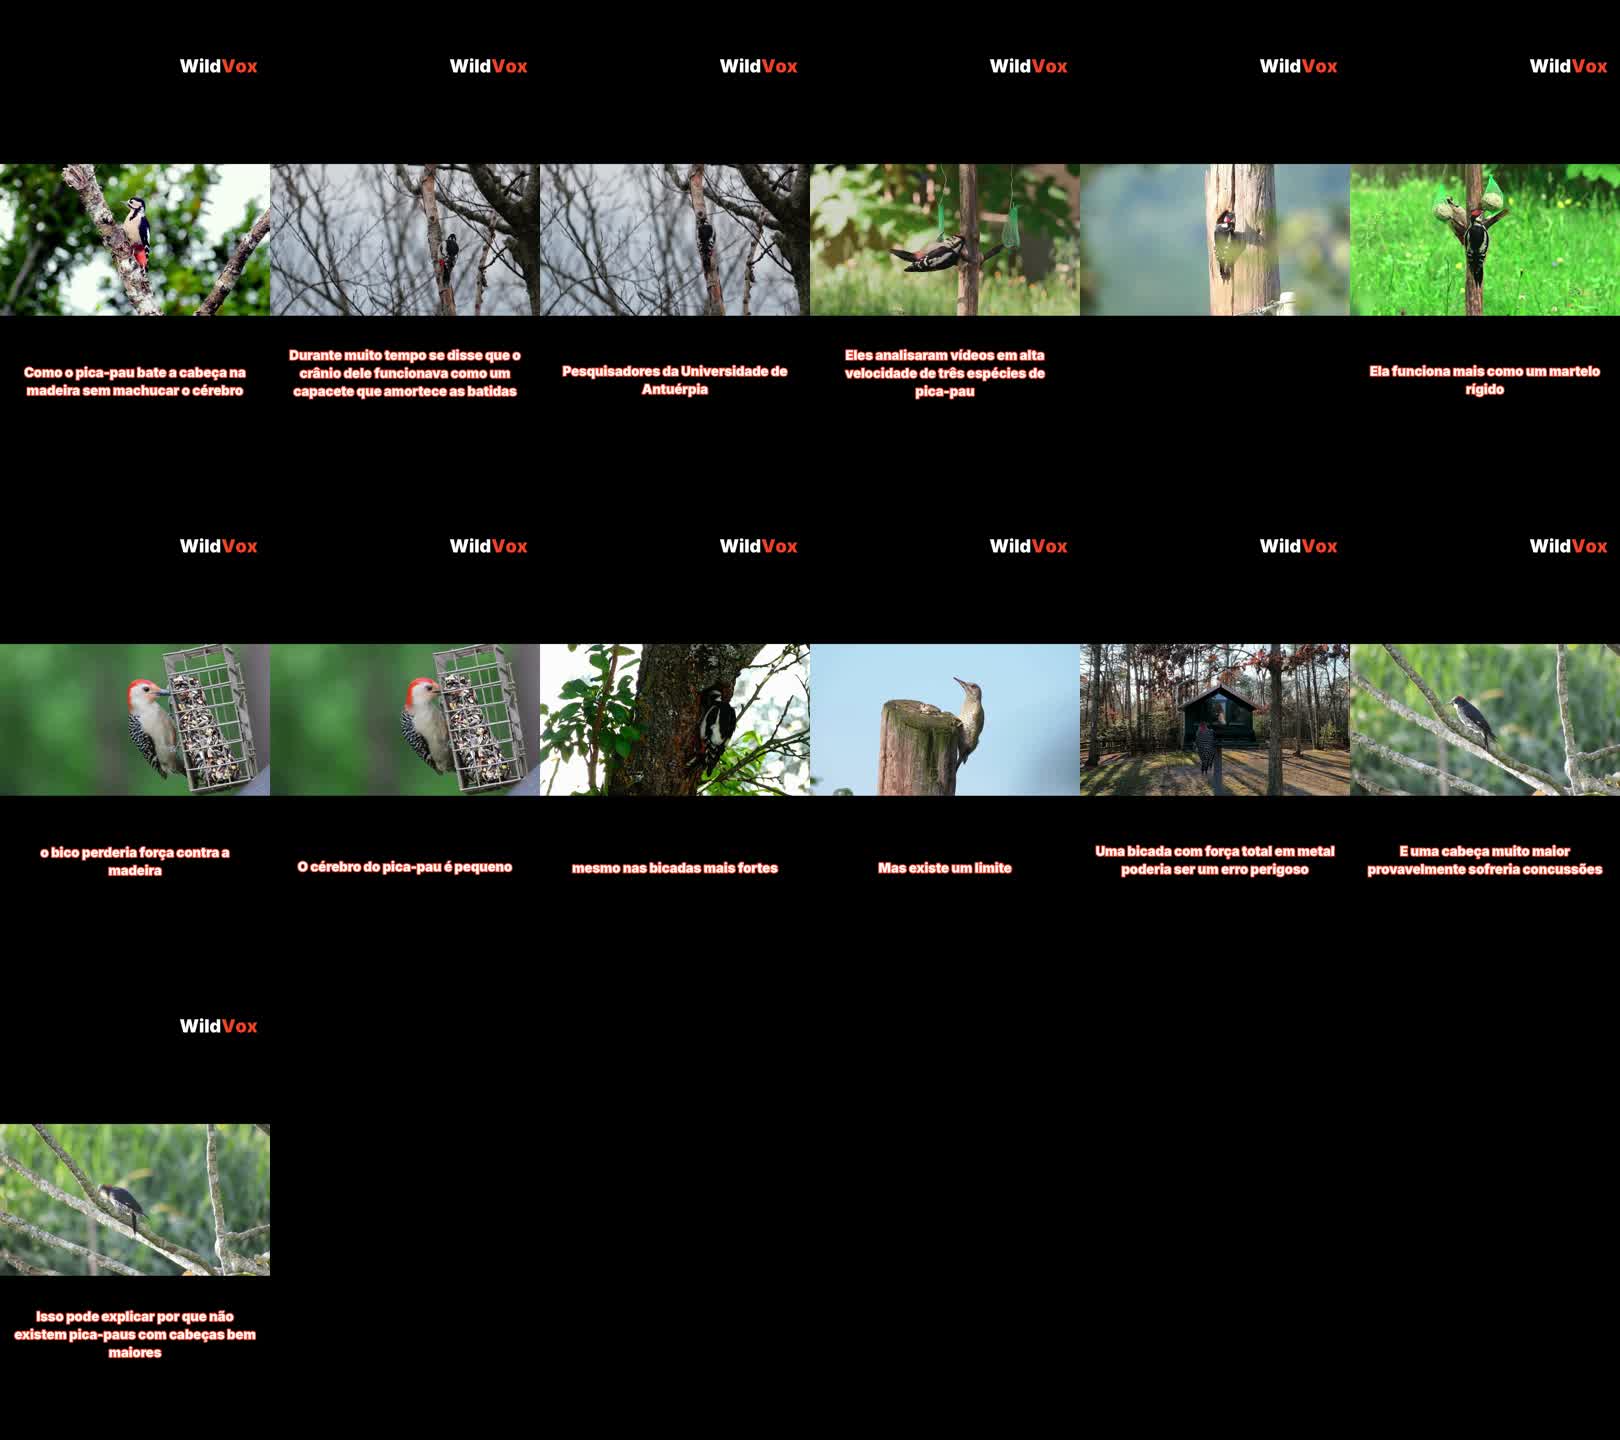 WildVox
WildVox
WildVox
WildVox
WildVox
WildVox
Como o pica-pau bate a cabeça na
madeira sem machucar o cérebro
Durante muito tempo se disse que o
crânio dele funcionava como um
capacete que amortece as batidas
Pesquisadores da Universidade de
Antuérpia
Eles analisaram vídeos em alta
velocidade de três espécies de
pica-pau
Ela funciona mais como um martelo
rígido
WildVox
WildVox
WildVox
WildVox
WildVox
WildVox
o bico perderia força contra a
madeira
O cérebro do pica-pau é pequeno
mesmo nas bicadas mais fortes
Mas existe um limite
Uma bicada com força total em metal
poderia ser um erro perigoso
E uma cabeça muito maior
provavelmente sofreria concussões
WildVox
Isso pode explicar por que não
existem pica-paus com cabeças bem
maiores